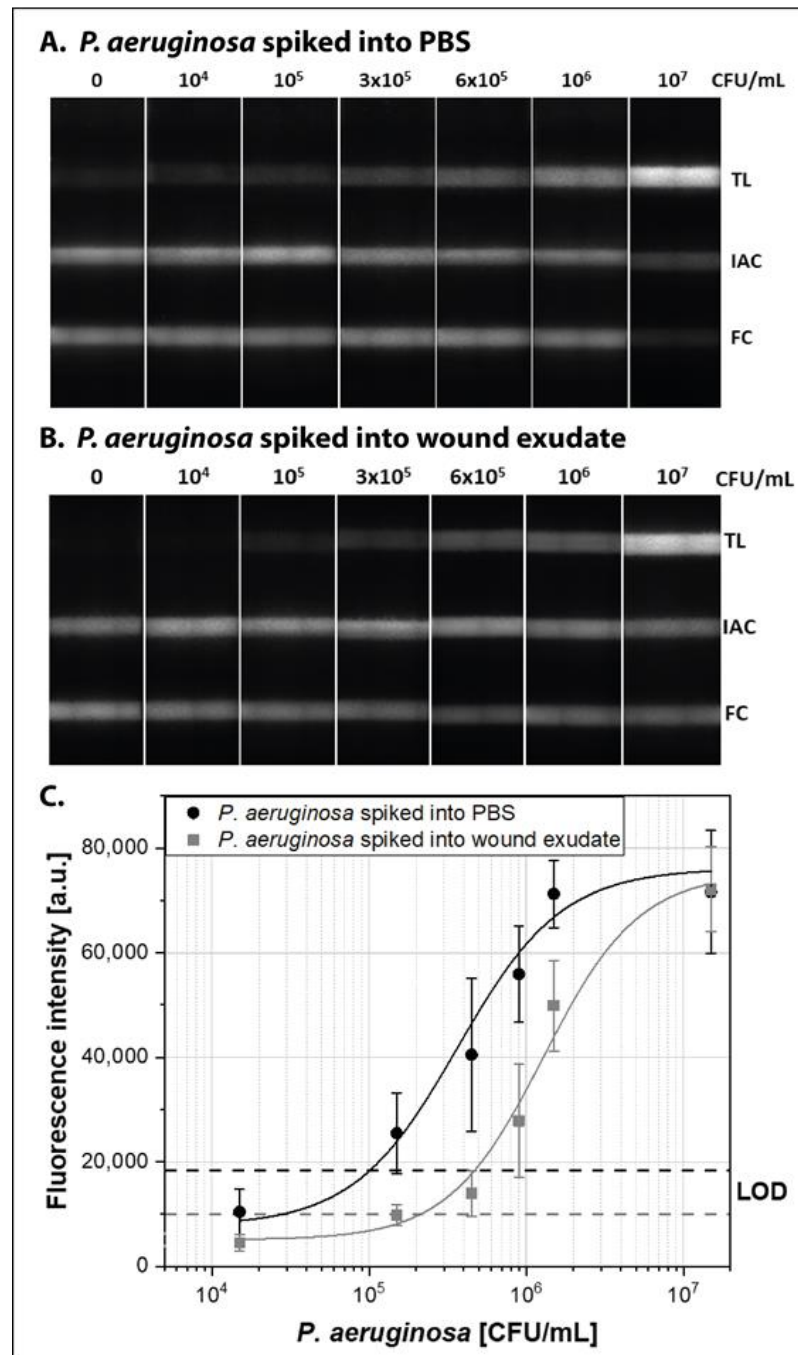 A. P. aeruginosa spiked into PBS
0 10⁴ 10⁵ 3x10⁵ 6x10⁵ 10⁶ 10⁷ CFU/mL
TL
IAC
FC
B. P. aeruginosa spiked into wound exudate
0 10⁴ 10⁵ 3x10⁵ 6x10⁵ 10⁶ 10⁷ CFU/mL
TL
IAC
FC
C.
P. aeruginosa spiked into PBS
P. aeruginosa spiked into wound exudate
80,000
60,000
40,000
20,000
0
Fluorescence intensity [a.u.]
LOD
10⁴ 10⁵ 10⁶ 10⁷
P. aeruginosa [CFU/mL]